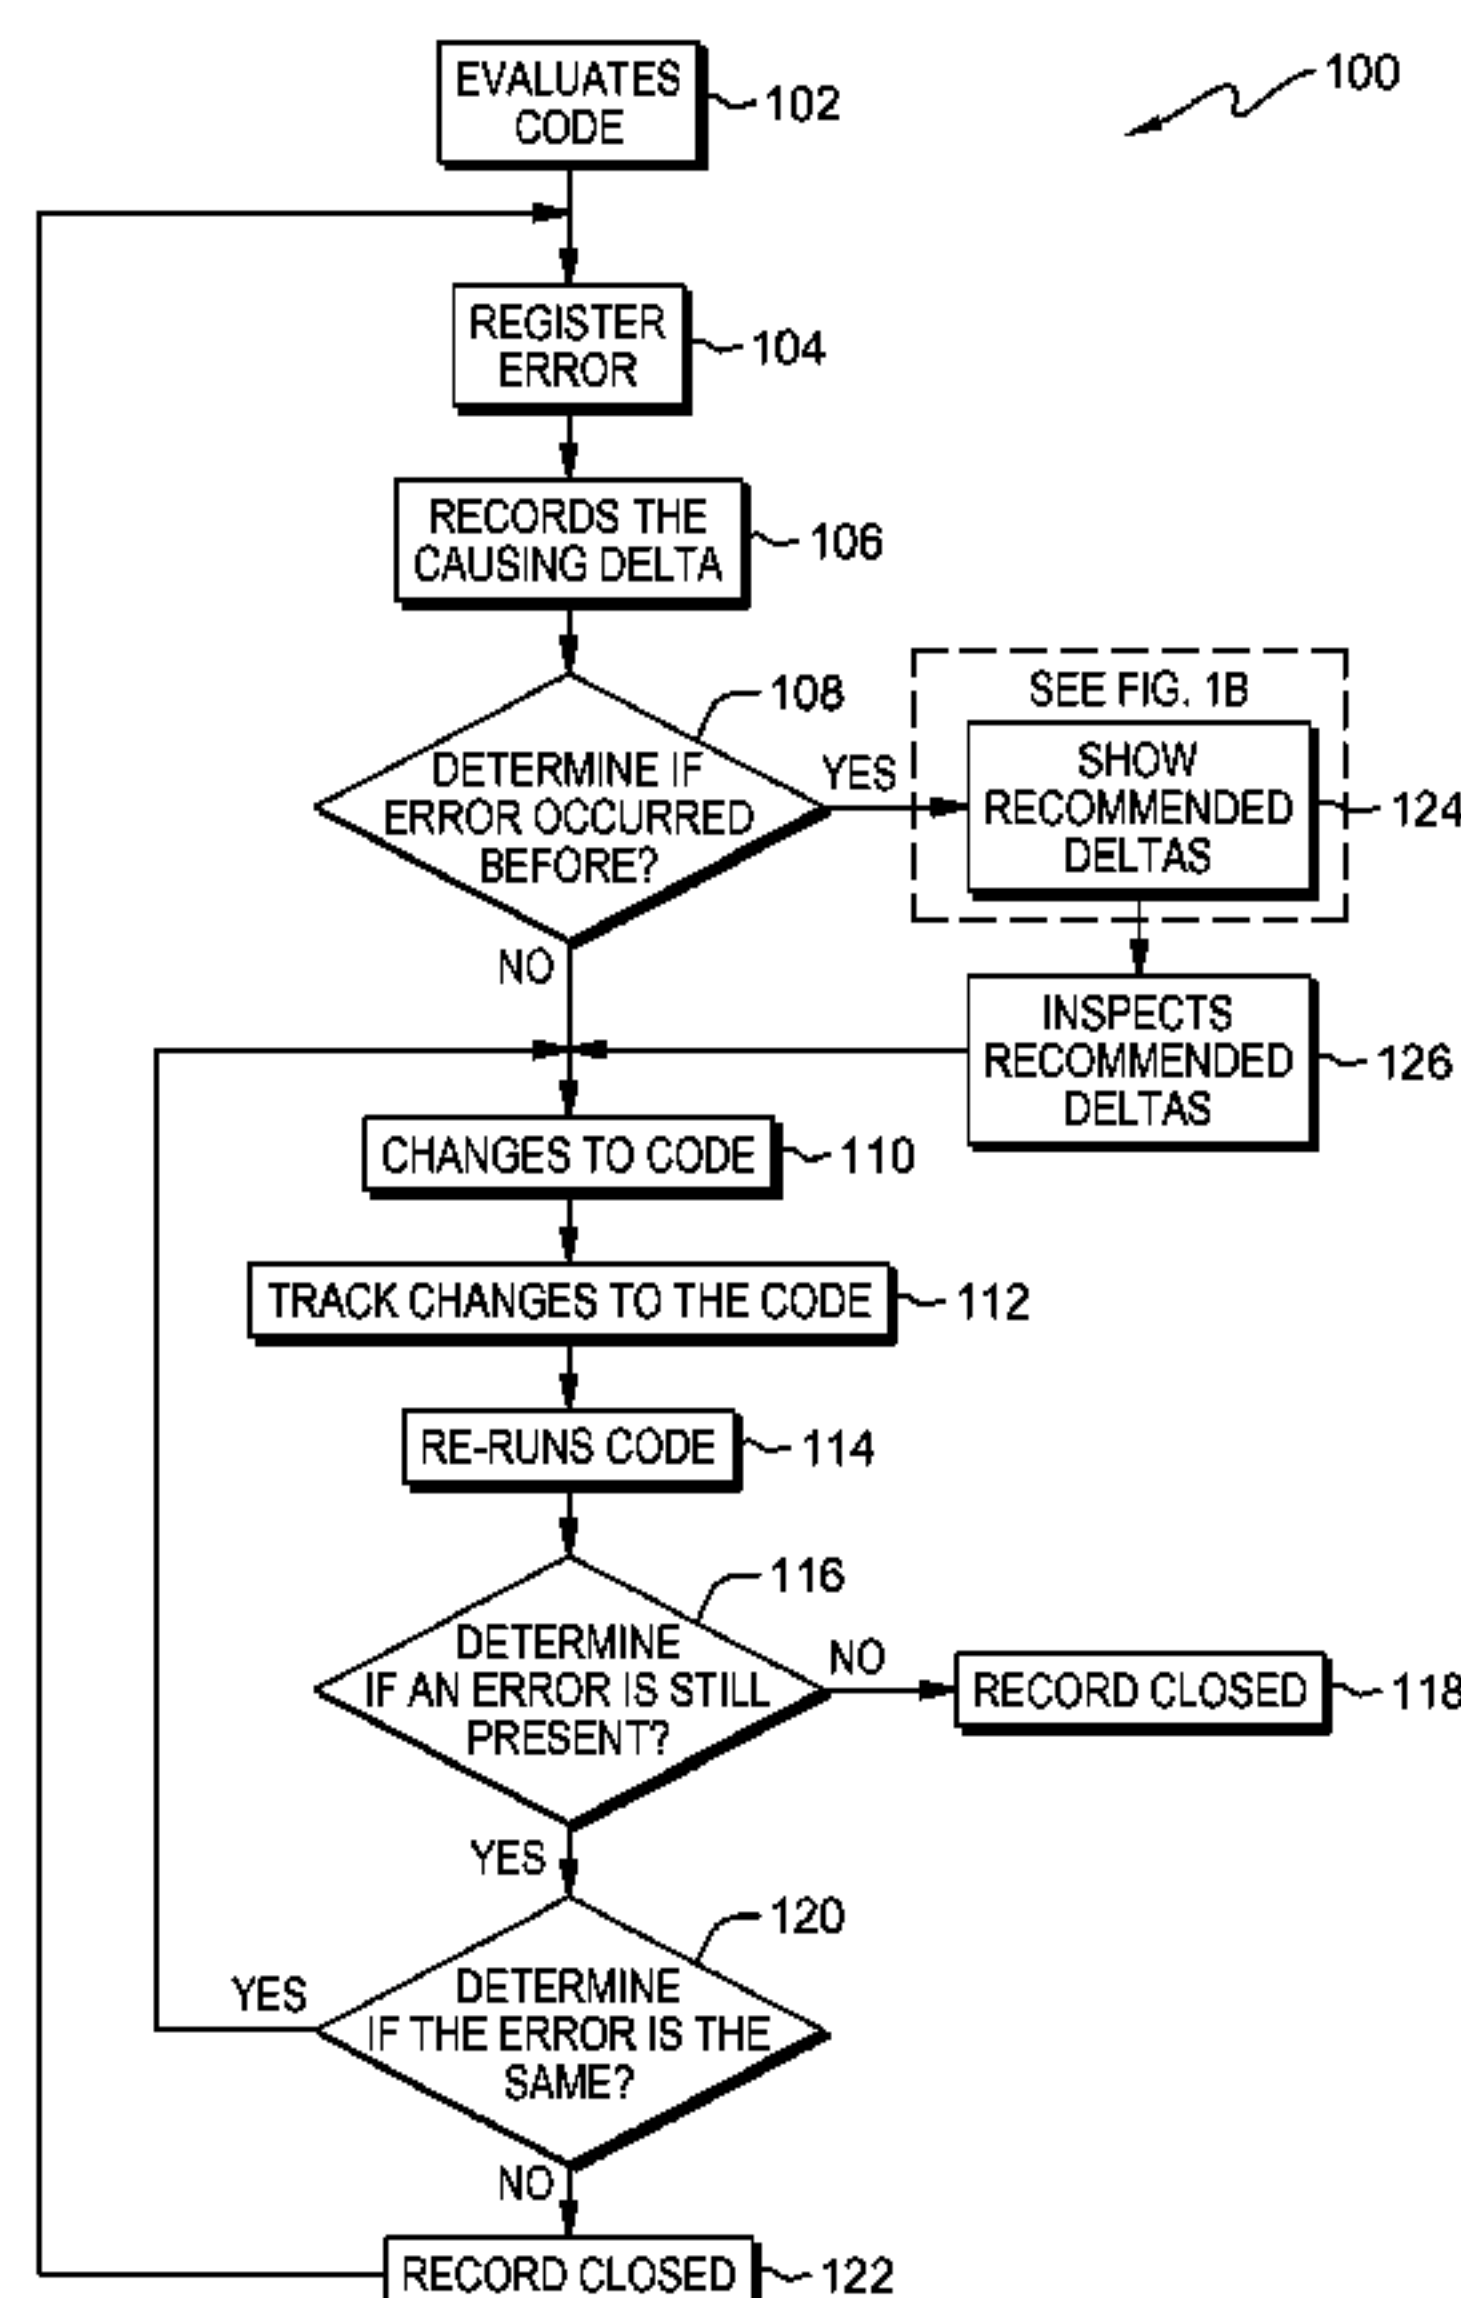 100
EVALUATES
CODE
102
REGISTER
ERROR
104
RECORDS THE
CAUSING DELTA
106
108
DETERMINE IF
ERROR OCCURRED
BEFORE?
YES
NO
SEE FIG. 1B
SHOW
RECOMMENDED
DELTAS
124
INSPECTS
RECOMMENDED
DELTAS
126
CHANGES TO CODE
110
TRACK CHANGES TO THE CODE
112
RE-RUNS CODE
114
116
DETERMINE
IF AN ERROR IS STILL
PRESENT?
NO
RECORD CLOSED
118
YES
120
DETERMINE
IF THE ERROR IS THE
SAME?
YES
NO
RECORD CLOSED
122